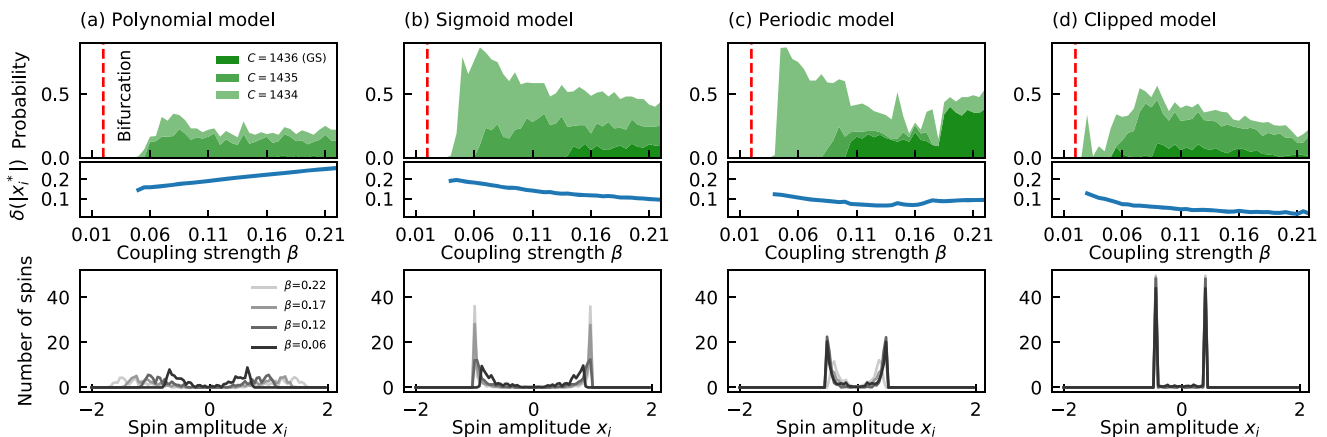 (a) Polynomial model
(b) Sigmoid model
(c) Periodic model
(d) Clipped model
Probability
0.5
0.0
Bifurcation
C = 1436 (GS)
C = 1435
C = 1434
0.5
0.0
0.5
0.0
0.5
0.0
δ(|x_i^*|)
0.2
0.1
0.2
0.1
0.2
0.1
0.2
0.1
0.01 0.06 0.11 0.16 0.21
0.01 0.06 0.11 0.16 0.21
0.01 0.06 0.11 0.16 0.21
0.01 0.06 0.11 0.16 0.21
Coupling strength β
Coupling strength β
Coupling strength β
Coupling strength β
Number of spins
40
20
0
β=0.22
β=0.17
β=0.12
β=0.06
40
20
0
40
20
0
40
20
0
−2 0 2
−2 0 2
−2 0 2
−2 0 2
Spin amplitude x_i
Spin amplitude x_i
Spin amplitude x_i
Spin amplitude x_i